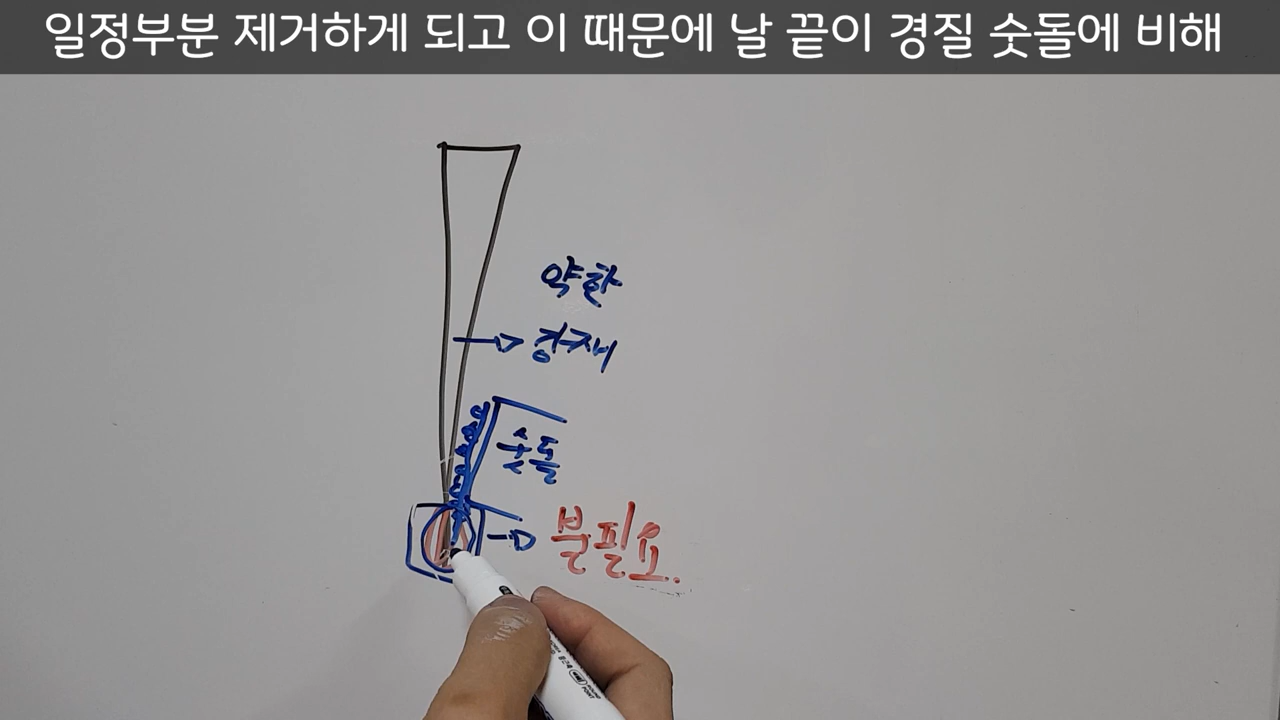 일정부분 제거하게 되고 이 때문에 날 끝이 경질 숫돌에 비해
약한
강재
숫돌
불필요..